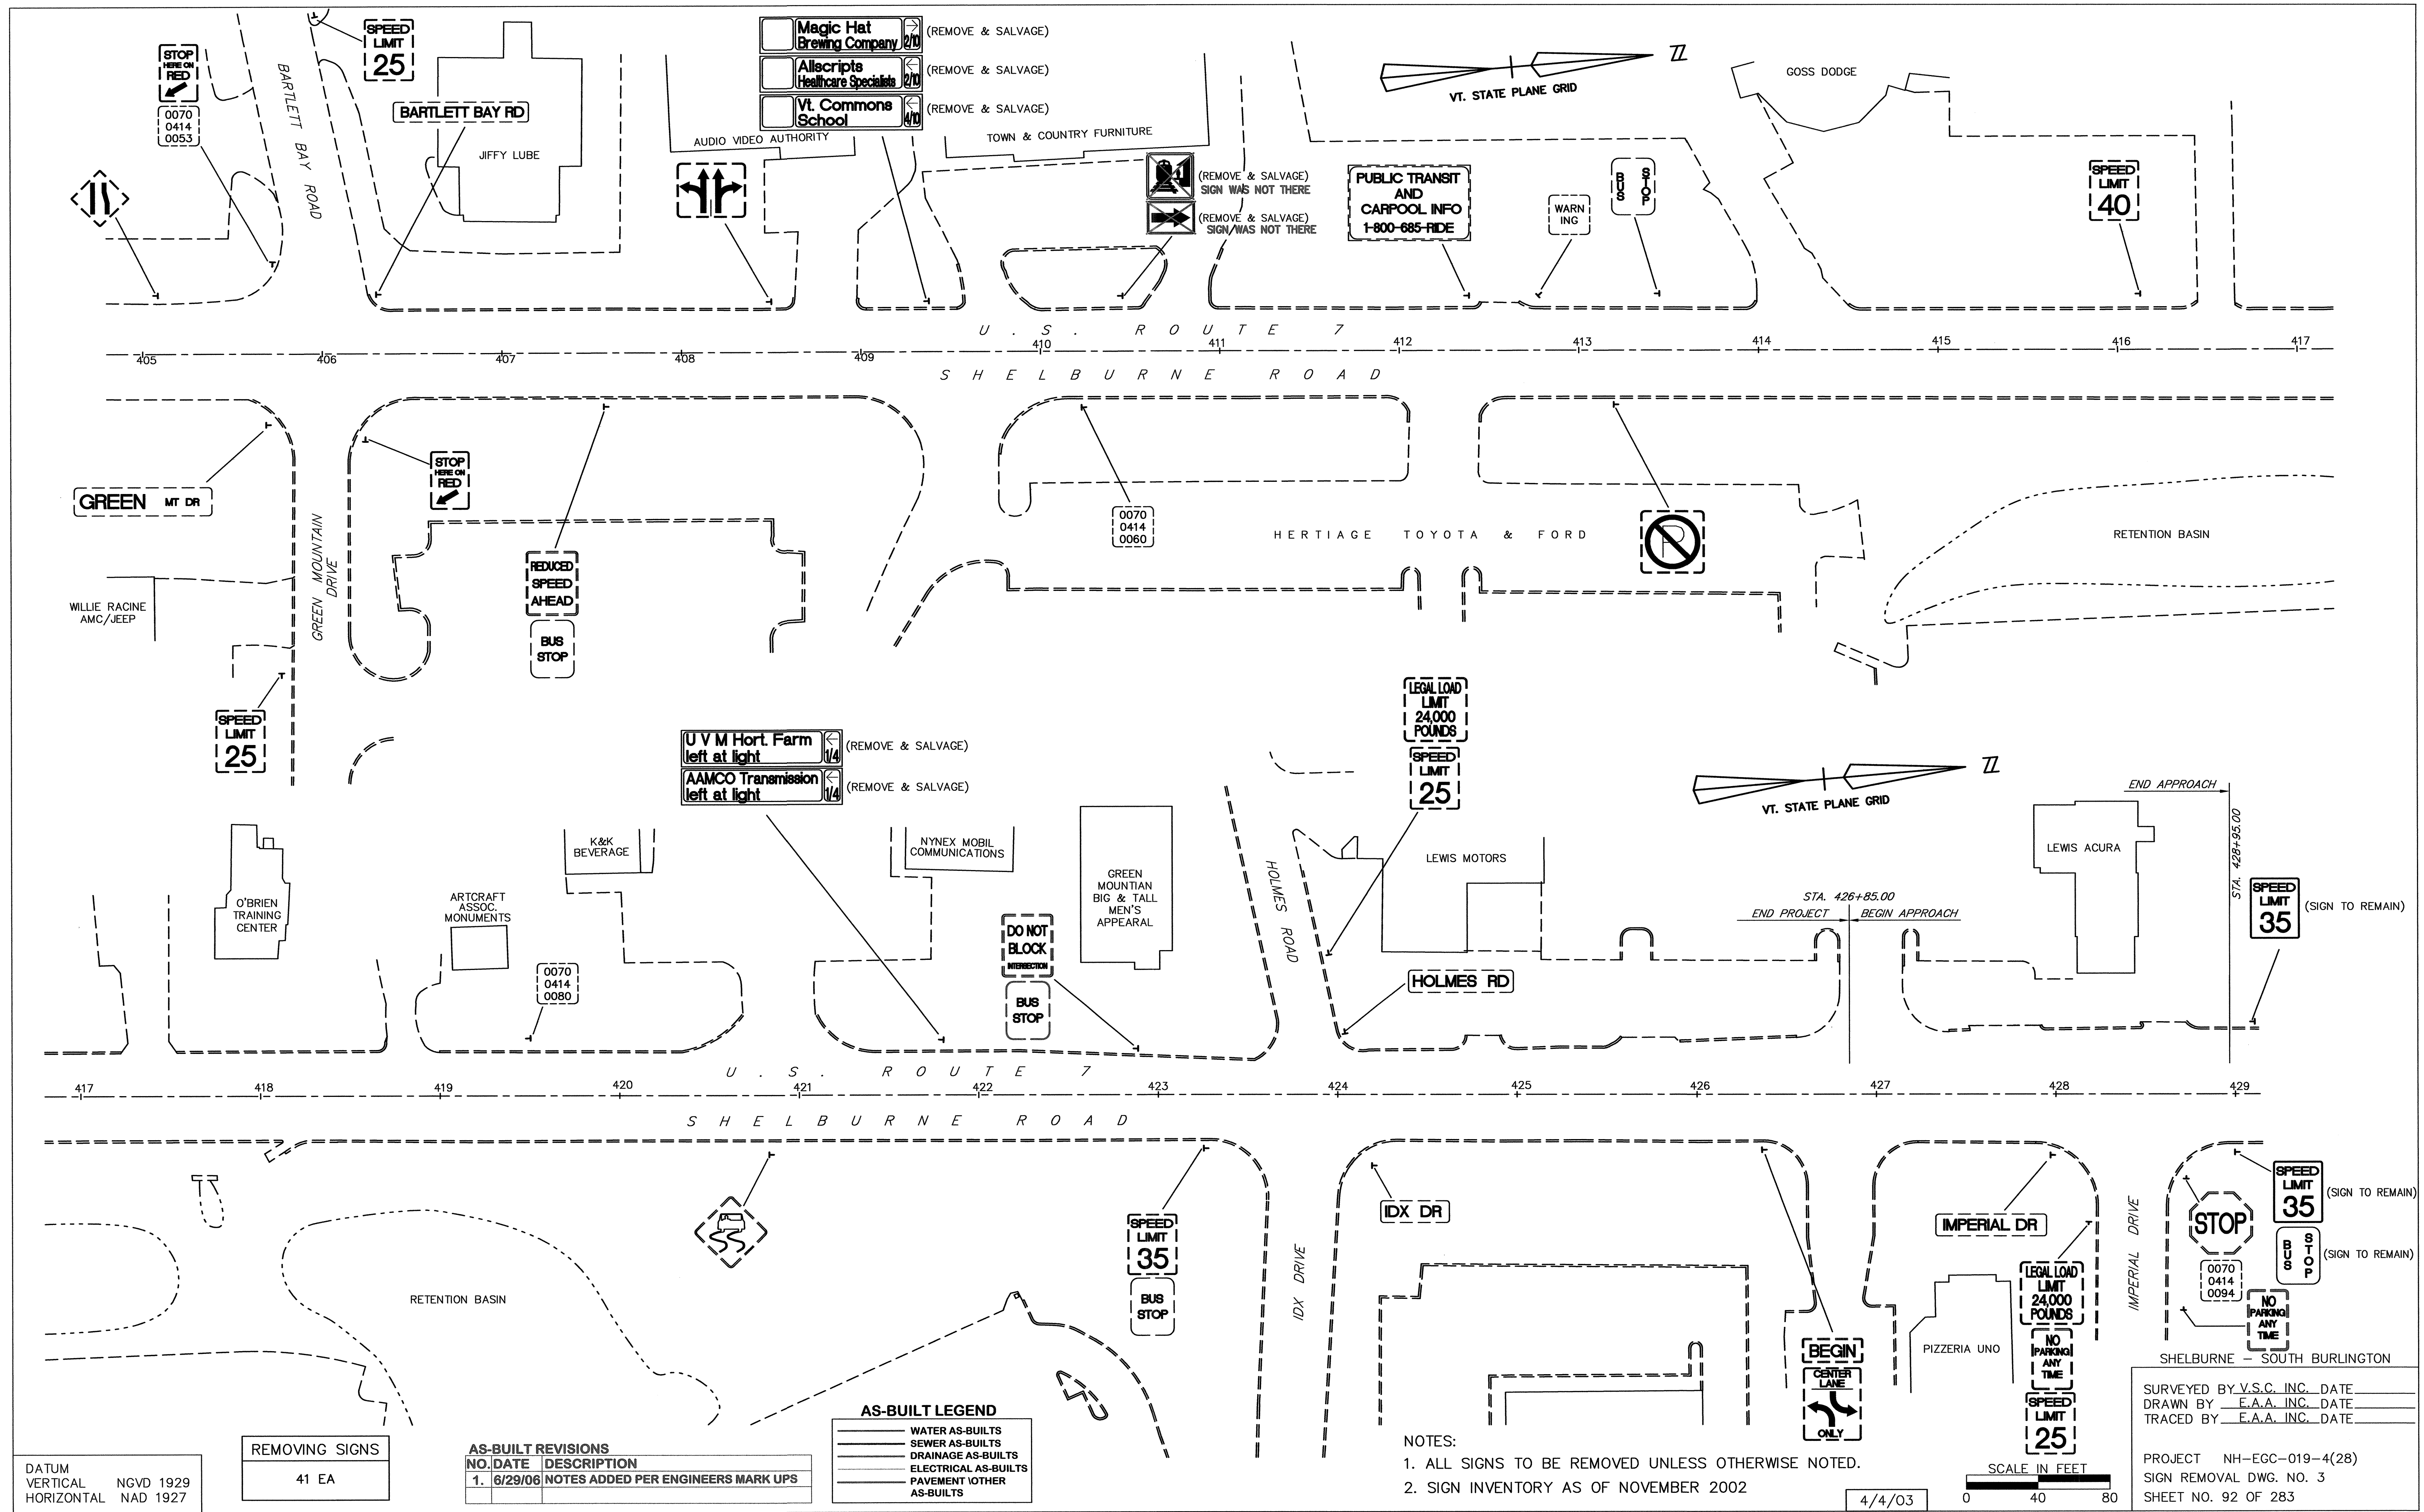 SPEED
LIMIT
25
STOP
HERE ON
RED
0070
0414
0053
BARTLETT BAY ROAD
BARTLETT BAY RD
JIFFY LUBE
Magic Hat
Brewing Company
2/10
(REMOVE & SALVAGE)
Allscripts
Healthcare Specialists
2/10
(REMOVE & SALVAGE)
Vt. Commons
School
4/10
(REMOVE & SALVAGE)
AUDIO VIDEO AUTHORITY
TOWN & COUNTRY FURNITURE
(REMOVE & SALVAGE)
SIGN WAS NOT THERE
(REMOVE & SALVAGE)
SIGN WAS NOT THERE
VT. STATE PLANE GRID
Z
PUBLIC TRANSIT
AND
CARPOOL INFO
1-800-685-RIDE
WARN
ING
BUS STOP
GOSS DODGE
SPEED
LIMIT
40
U . S . ROUTE 7
405 406 407 408 409 410 411 412 413 414 415 416 417
SHELBURNE ROAD
GREEN MT DR
GREEN MOUNTAIN
DRIVE
STOP
HERE ON
RED
REDUCED
SPEED
AHEAD
BUS
STOP
0070
0414
0060
HERTIAGE TOYOTA & FORD
P
RETENTION BASIN
WILLIE RACINE
AMC/JEEP
SPEED
LIMIT
25
U V M Hort. Farm
left at light
1/4
(REMOVE & SALVAGE)
AAMCO Transmission
left at light
1/4
(REMOVE & SALVAGE)
LEGAL LOAD
LIMIT
24,000
POUNDS
SPEED
LIMIT
25
VT. STATE PLANE GRID
Z
END APPROACH
STA. 428+95.00
O'BRIEN
TRAINING
CENTER
K&K
BEVERAGE
ARTCRAFT
ASSOC.
MONUMENTS
0070
0414
0080
NYNEX MOBIL
COMMUNICATIONS
DO NOT
BLOCK
INTERSECTION
BUS
STOP
GREEN
MOUNTIAN
BIG & TALL
MEN'S
APPEARAL
HOLMES ROAD
LEWIS MOTORS
HOLMES RD
STA. 426+85.00
END PROJECT
BEGIN APPROACH
LEWIS ACURA
SPEED
LIMIT
35
(SIGN TO REMAIN)
U . S . ROUTE 7
417 418 419 420 421 422 423 424 425 426 427 428 429
SHELBURNE ROAD
RETENTION BASIN
SPEED
LIMIT
35
BUS
STOP
IDX DRIVE
IDX DR
BEGIN
CENTER
LANE
ONLY
IMPERIAL DR
PIZZERIA UNO
LEGAL LOAD
LIMIT
24,000
POUNDS
NO
PARKING
ANY
TIME
SPEED
LIMIT
25
IMPERIAL DRIVE
STOP
0070
0414
0094
NO
PARKING
ANY
TIME
SPEED
LIMIT
35
(SIGN TO REMAIN)
BUS STOP
(SIGN TO REMAIN)
SHELBURNE – SOUTH BURLINGTON
DATUM
VERTICAL NGVD 1929
HORIZONTAL NAD 1927
REMOVING SIGNS
41 EA
AS-BUILT REVISIONS
NO. DATE DESCRIPTION
1. 6/29/06 NOTES ADDED PER ENGINEERS MARK UPS
AS-BUILT LEGEND
WATER AS-BUILTS
SEWER AS-BUILTS
DRAINAGE AS-BUILTS
ELECTRICAL AS-BUILTS
PAVEMENT \OTHER
AS-BUILTS
NOTES:
1. ALL SIGNS TO BE REMOVED UNLESS OTHERWISE NOTED.
2. SIGN INVENTORY AS OF NOVEMBER 2002
4/4/03
SCALE IN FEET
0 40 80
SURVEYED BY V.S.C. INC. DATE
DRAWN BY E.A.A. INC. DATE
TRACED BY E.A.A. INC. DATE
PROJECT NH-EGC-019-4(28)
SIGN REMOVAL DWG. NO. 3
SHEET NO. 92 OF 283